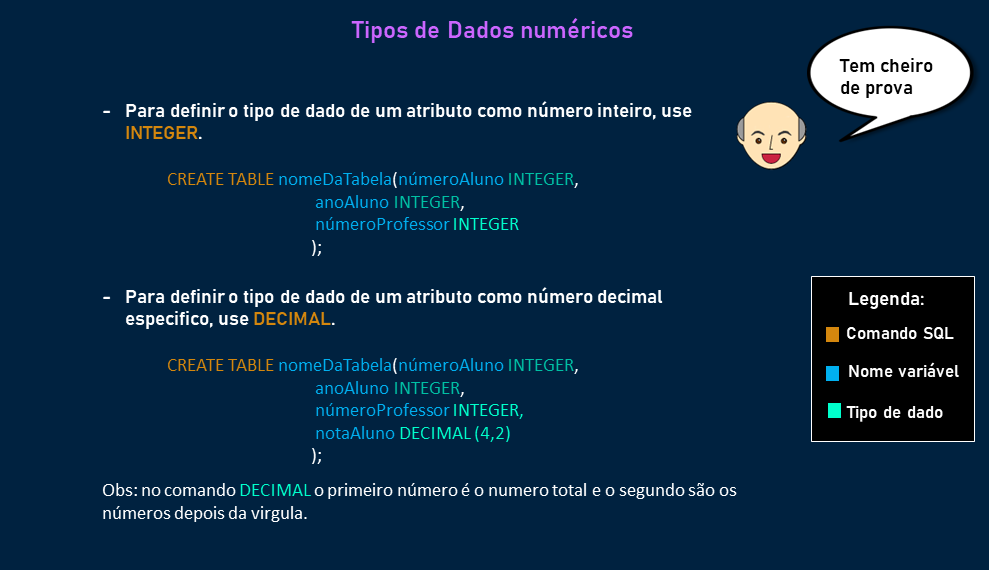 Tipos de Dados numéricos
Tem cheiro
de prova
- Para definir o tipo de dado de um atributo como número inteiro, use
INTEGER.
CREATE TABLE nomeDaTabela(númeroAluno INTEGER,
anoAluno INTEGER,
númeroProfessor INTEGER
);
- Para definir o tipo de dado de um atributo como número decimal
especifico, use DECIMAL.
CREATE TABLE nomeDaTabela(númeroAluno INTEGER,
anoAluno INTEGER,
númeroProfessor INTEGER,
notaAluno DECIMAL (4,2)
);
Obs: no comando DECIMAL o primeiro número é o numero total e o segundo são os
números depois da virgula.
Legenda:
Comando SQL
Nome variável
Tipo de dado